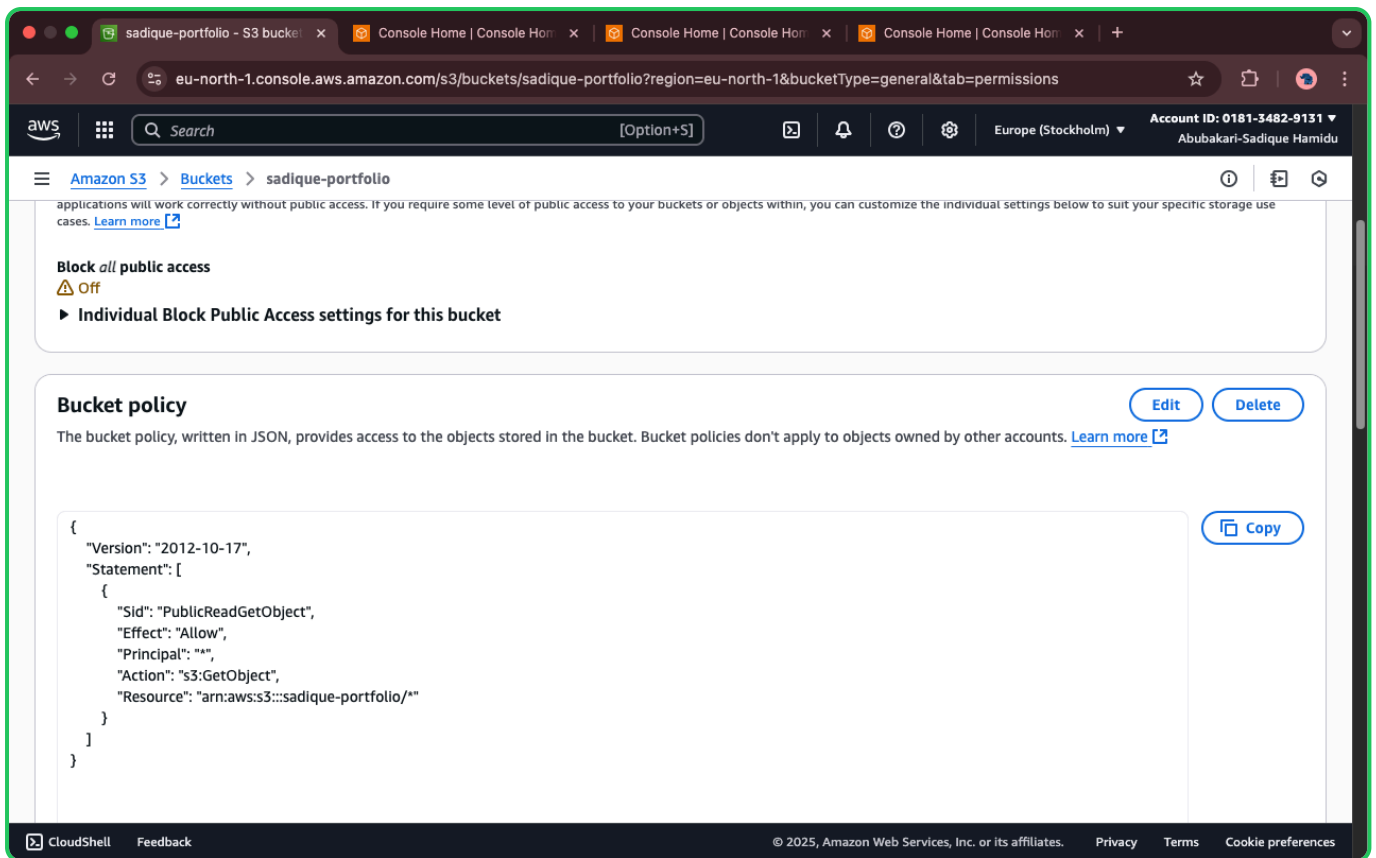 sadique-portfolio - S3 bucket
Console Home | Console Hom
Console Home | Console Hom
Console Home | Console Hom
eu-north-1.console.aws.amazon.com/s3/buckets/sadique-portfolio?region=eu-north-1&bucketType=general&tab=permissions
aws
Search
[Option+S]
Europe (Stockholm)
Account ID: 0181-3482-9131
Abubakari-Sadique Hamidu
Amazon S3 > Buckets > sadique-portfolio
applications will work correctly without public access. If you require some level of public access to your buckets or objects within, you can customize the individual settings below to suit your specific storage use
cases. Learn more
Block all public access
Off
Individual Block Public Access settings for this bucket
Bucket policy
Edit
Delete
The bucket policy, written in JSON, provides access to the objects stored in the bucket. Bucket policies don't apply to objects owned by other accounts. Learn more
Copy
{
"Version": "2012-10-17",
"Statement": [
{
"Sid": "PublicReadGetObject",
"Effect": "Allow",
"Principal": "*",
"Action": "s3:GetObject",
"Resource": "arn:aws:s3:::sadique-portfolio/*"
}
]
}
CloudShell
Feedback
© 2025, Amazon Web Services, Inc. or its affiliates.
Privacy
Terms
Cookie preferences